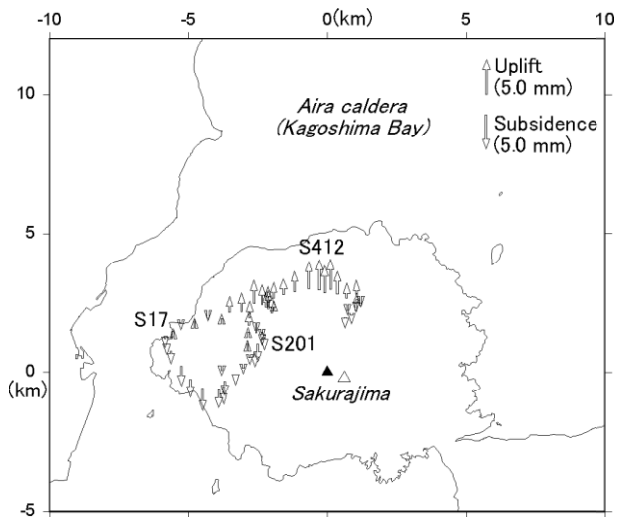 -10 -5 0 (km) 5 10
10
5
0
(km)
-5
Uplift
(5.0 mm)
Subsidence
(5.0 mm)
Aira caldera
(Kagoshima Bay)
S412
S17
S201
Sakurajima